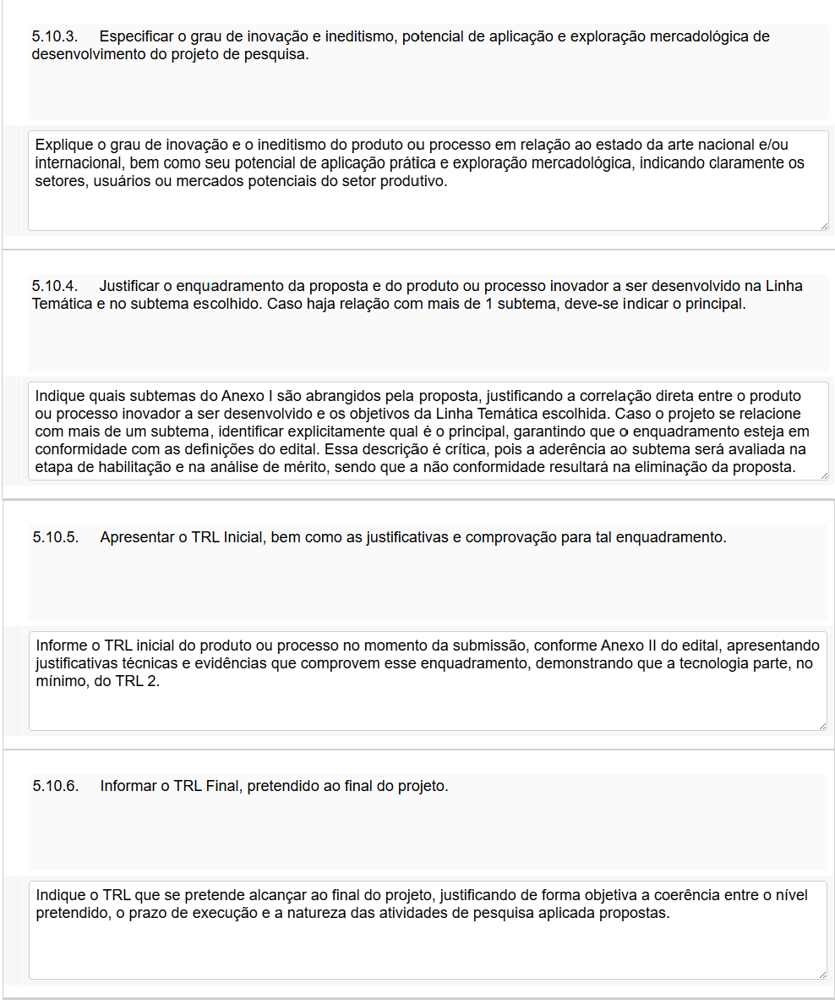 5.10.3. Especificar o grau de inovação e ineditismo, potencial de aplicação e exploração mercadológica de
desenvolvimento do projeto de pesquisa.
Explique o grau de inovação e o ineditismo do produto ou processo em relação ao estado da arte nacional e/ou
internacional, bem como seu potencial de aplicação prática e exploração mercadológica, indicando claramente os
setores, usuários ou mercados potenciais do setor produtivo.
5.10.4. Justificar o enquadramento da proposta e do produto ou processo inovador a ser desenvolvido na Linha
Temática e no subtema escolhido. Caso haja relação com mais de 1 subtema, deve-se indicar o principal.
Indique quais subtemas do Anexo I são abrangidos pela proposta, justificando a correlação direta entre o produto
ou processo inovador a ser desenvolvido e os objetivos da Linha Temática escolhida. Caso o projeto se relacione
com mais de um subtema, identificar explicitamente qual é o principal, garantindo que o enquadramento esteja em
conformidade com as definições do edital. Essa descrição é crítica, pois a aderência ao subtema será avaliada na
etapa de habilitação e na análise de mérito, sendo que a não conformidade resultará na eliminação da proposta.
5.10.5. Apresentar o TRL Inicial, bem como as justificativas e comprovação para tal enquadramento.
Informe o TRL inicial do produto ou processo no momento da submissão, conforme Anexo II do edital, apresentando
justificativas técnicas e evidências que comprovem esse enquadramento, demonstrando que a tecnologia parte, no
mínimo, do TRL 2.
5.10.6. Informar o TRL Final, pretendido ao final do projeto.
Indique o TRL que se pretende alcançar ao final do projeto, justificando de forma objetiva a coerência entre o nível
pretendido, o prazo de execução e a natureza das atividades de pesquisa aplicada propostas.